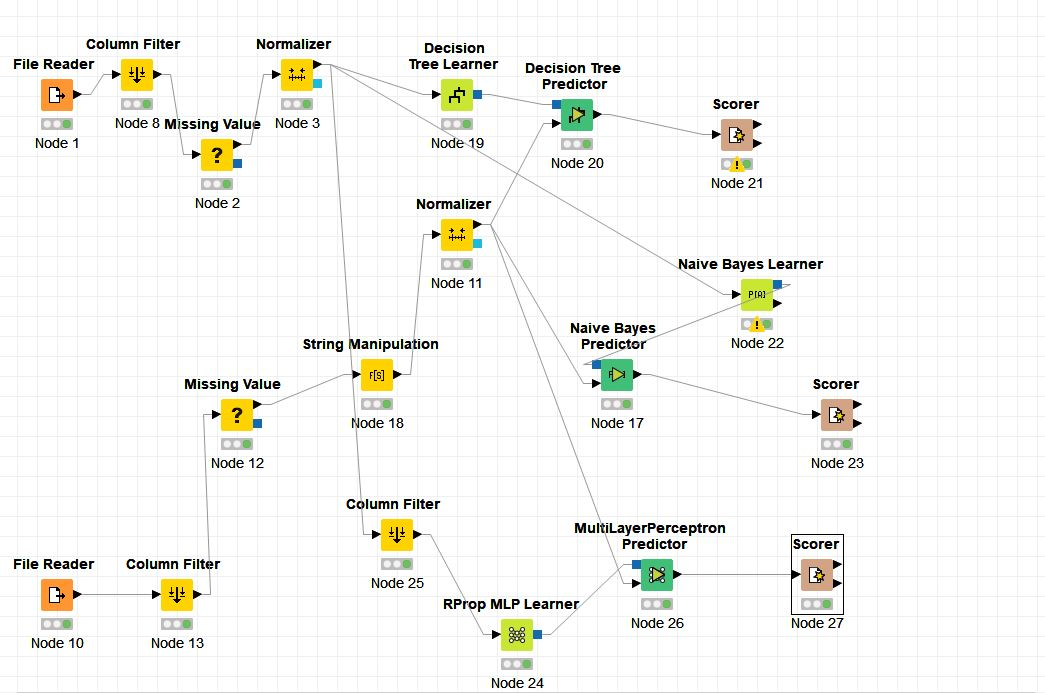 File Reader
Node 1
Column Filter
Node 8
Missing Value
?
Node 2
Normalizer
Node 3
Decision
Tree Learner
Node 19
Decision Tree
Predictor
Node 20
Scorer
Node 21
Normalizer
Node 11
Naive Bayes Learner
P(A)
Node 22
Naive Bayes
Predictor
Node 17
Scorer
Node 23
String Manipulation
F[S]
Node 18
Missing Value
?
Node 12
File Reader
Node 10
Column Filter
Node 13
Column Filter
Node 25
RProp MLP Learner
Node 24
MultiLayerPerceptron
Predictor
Node 26
Scorer
Node 27